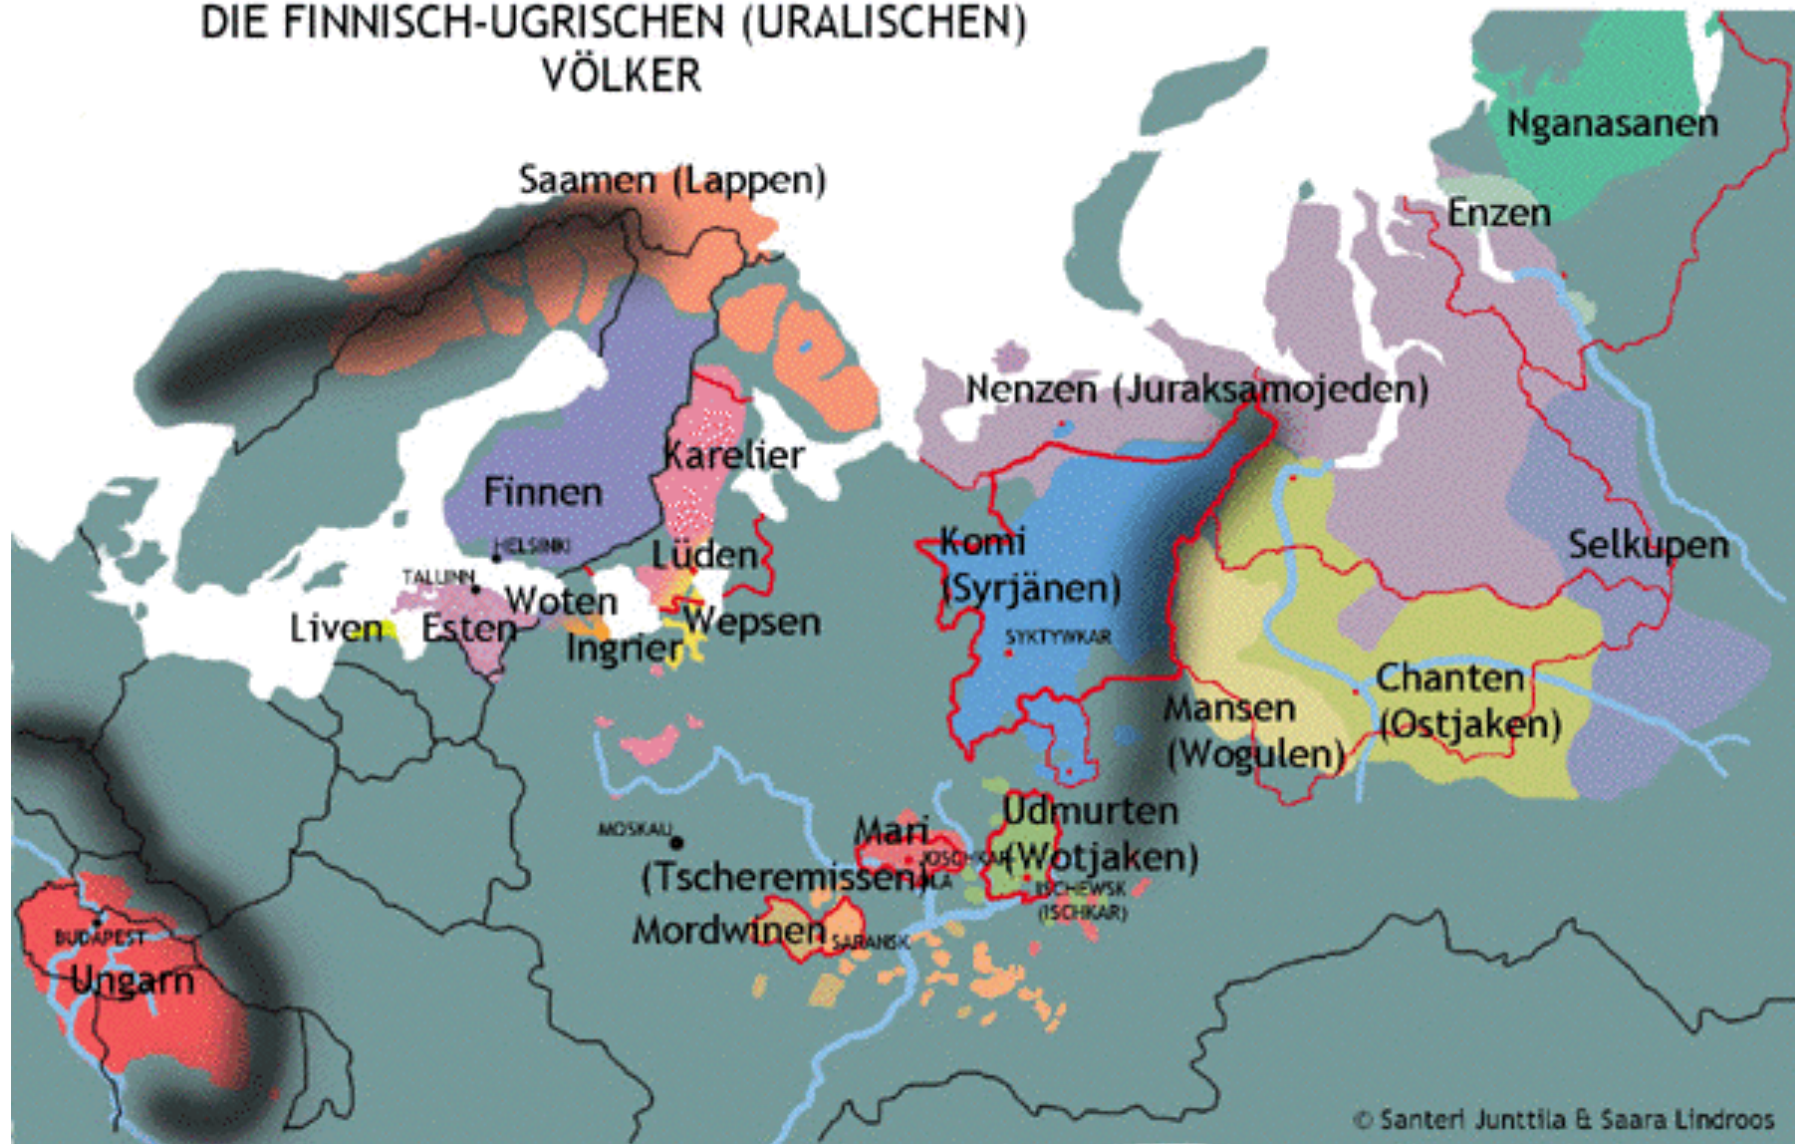 DIE FINNISCH-UGRISCHEN (URALISCHEN)
VÖLKER
Nganasanen
Saamen (Lappen)
Enzen
Nenzen (Juraksamojeden)
Karelier
Finnen
HELSINKI
Komi
(Syrjänen)
Selkupen
Lüden
TALLINN
Woten
Liven
Esten
Wepsen
Ingrier
SYKTYWKAR
Chanten
(Ostjaken)
Mansen
(Wogulen)
Udmurten
(Wotjaken)
MOSKAU
Mari
(Tscheremissen)
JOSCHKAR-
OLA
ISCHEWSK
(ISCHKAR)
Mordwinen
SARANSK
BUDAPEST
Ungarn
© Santeri Junttila & Saara Lindroos